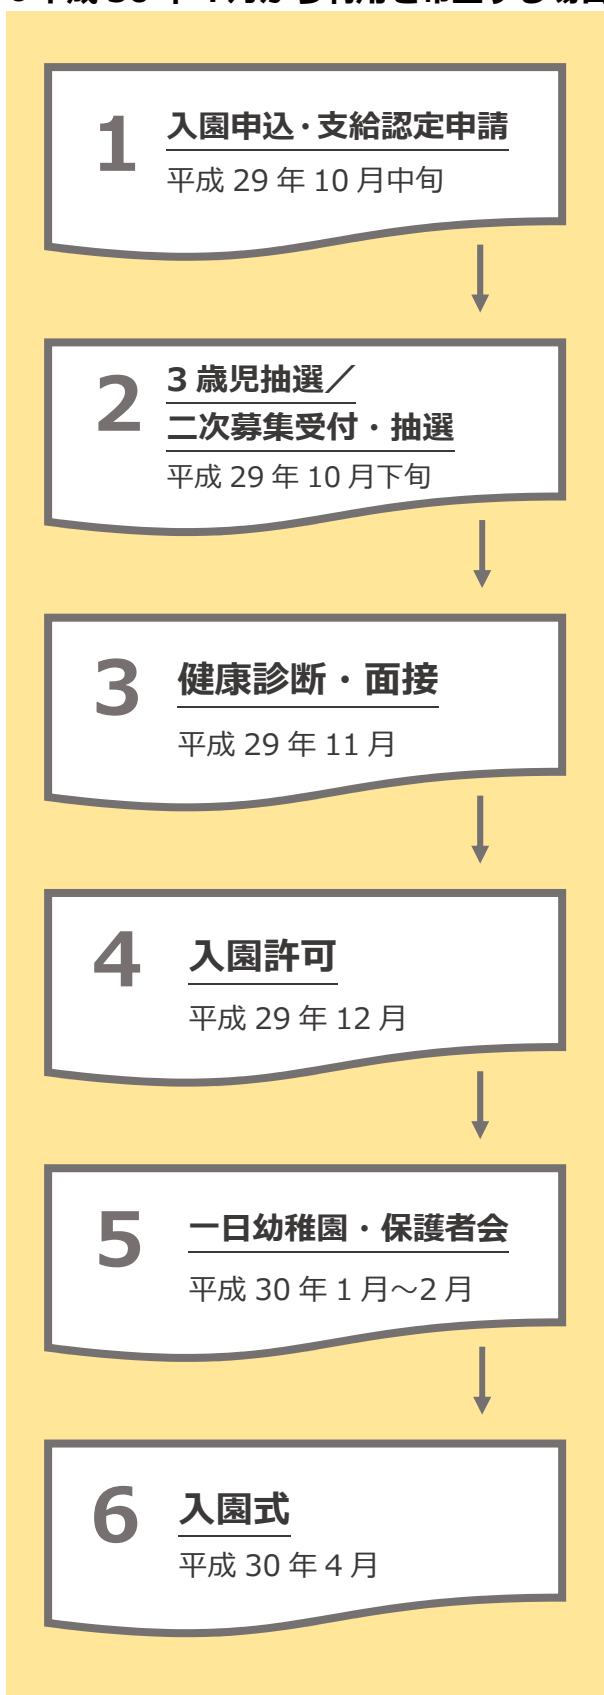 1
入園申込・支給認定申請
平成 29 年 10 月中旬
2
3 歳児抽選／
二次募集受付・抽選
平成 29 年 10 月下旬
3
健康診断・面接
平成 29 年 11 月
4
入園許可
平成 29 年 12 月
5
一日幼稚園・保護者会
平成 30 年 1 月～2 月
6
入園式
平成 30 年 4 月